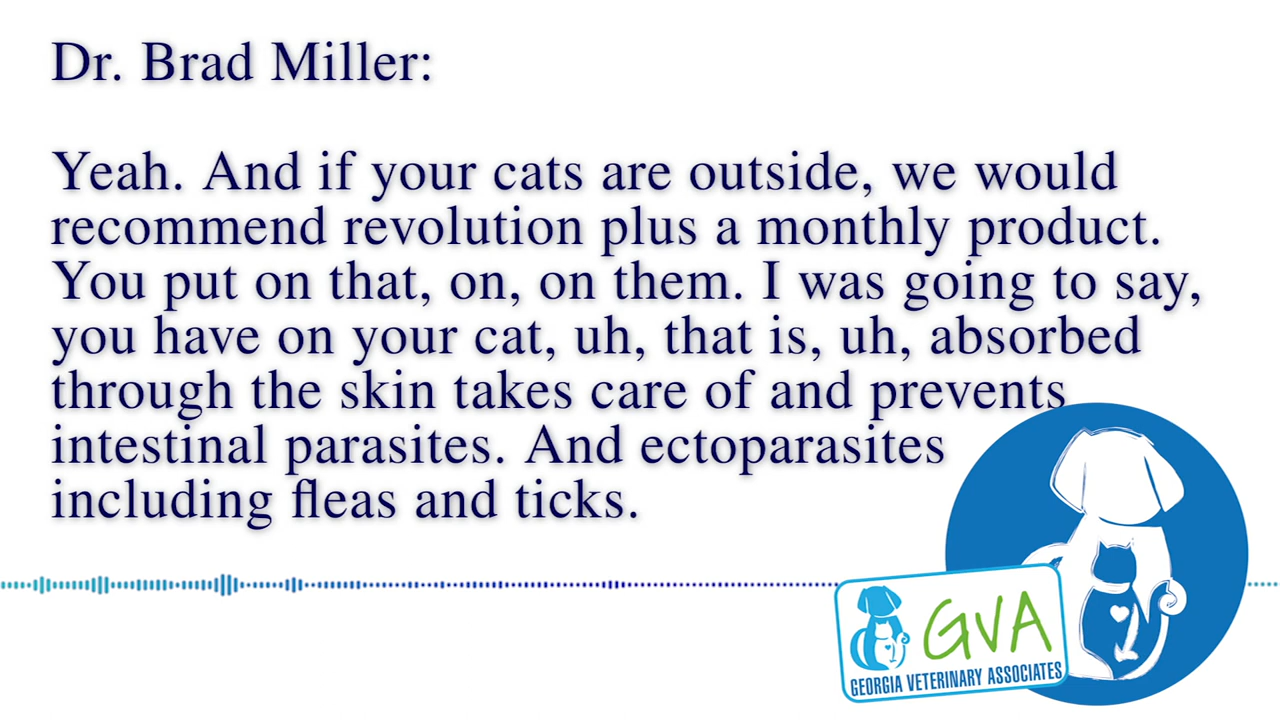 Dr. Brad Miller:
Yeah. And if your cats are outside, we would
recommend revolution plus a monthly product.
You put on that, on, on them. I was going to say,
you have on your cat, uh, that is, uh, absorbed
through the skin takes care of and prevents
intestinal parasites. And ectoparasites
including fleas and ticks.
GVA
GEORGIA VETERINARY ASSOCIATES